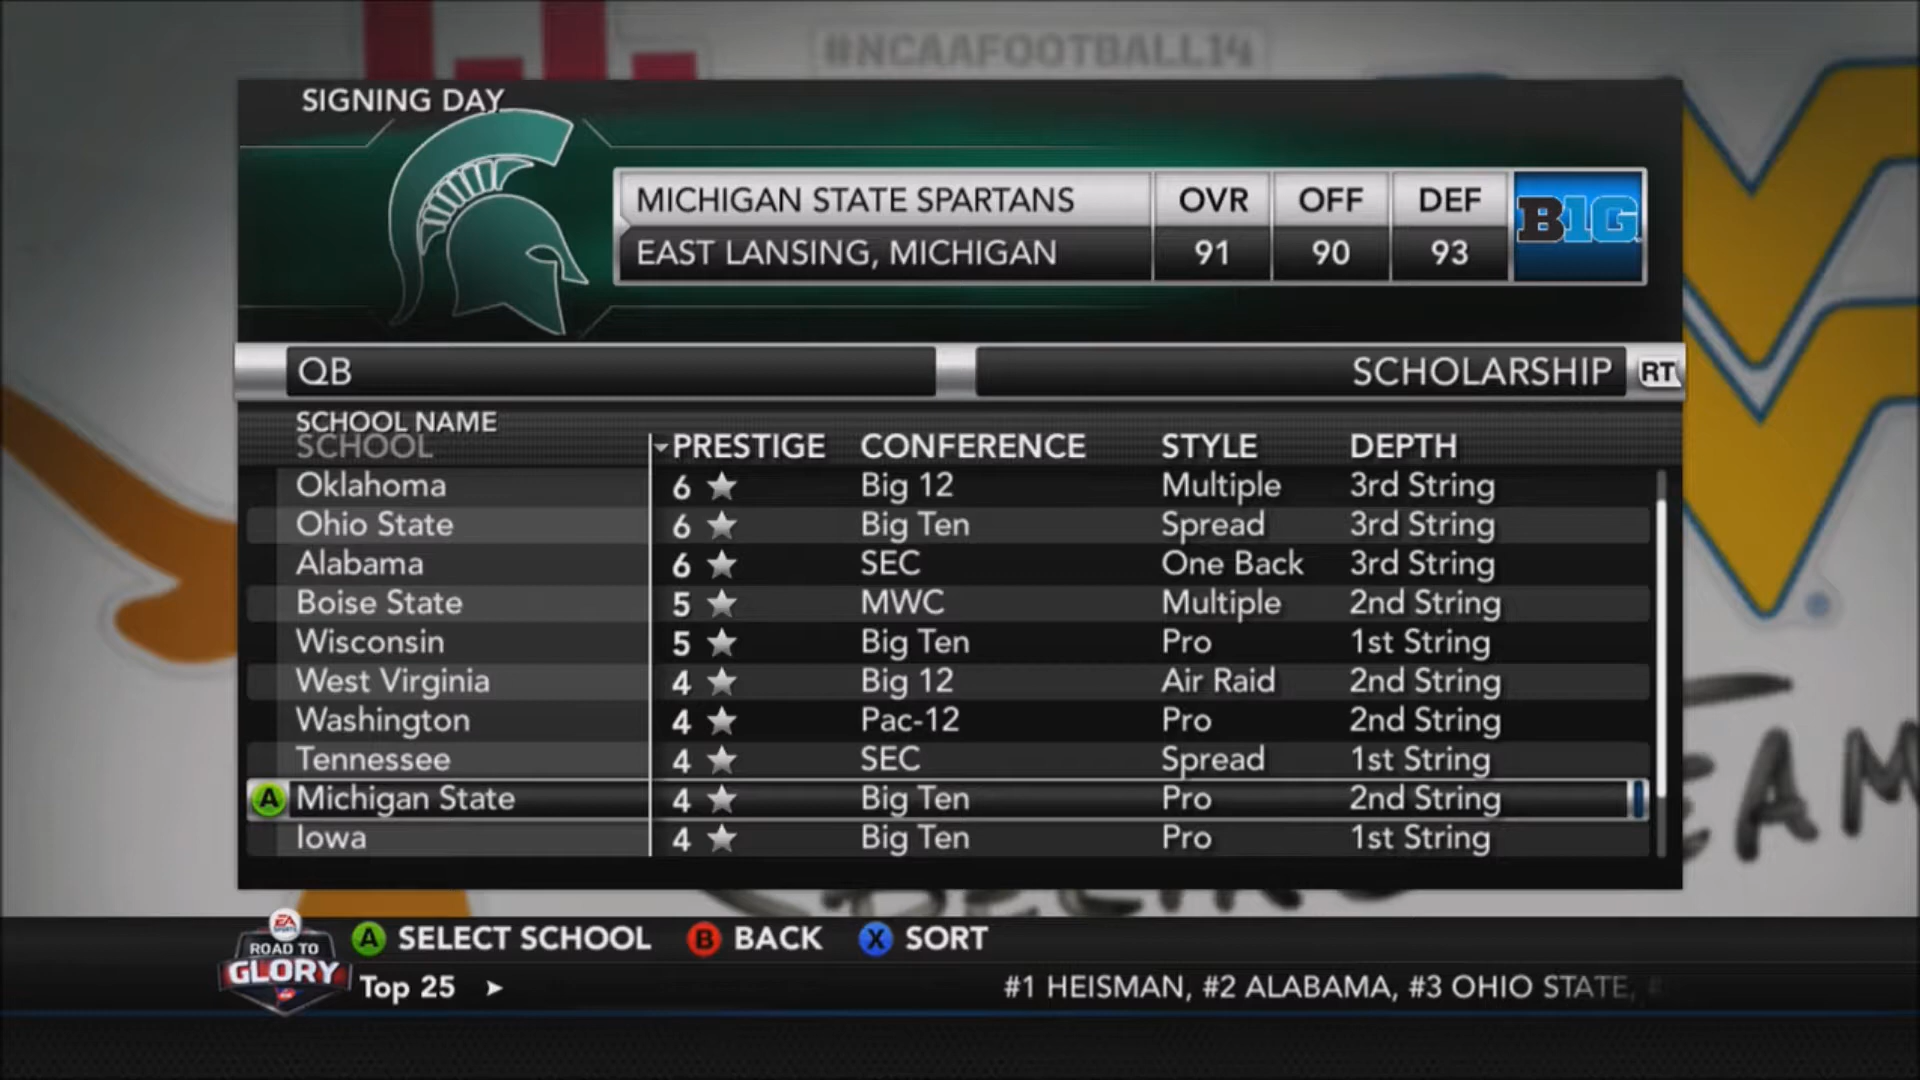 #NCAAFOOTBALL14
SIGNING DAY
MICHIGAN STATE SPARTANS OVR OFF DEF B1G
EAST LANSING, MICHIGAN 91 90 93
QB SCHOLARSHIP RT
SCHOOL NAME
SCHOOL PRESTIGE CONFERENCE STYLE DEPTH
Oklahoma 6 ★ Big 12 Multiple 3rd String
Ohio State 6 ★ Big Ten Spread 3rd String
Alabama 6 ★ SEC One Back 3rd String
Boise State 5 ★ MWC Multiple 2nd String
Wisconsin 5 ★ Big Ten Pro 1st String
West Virginia 4 ★ Big 12 Air Raid 2nd String
Washington 4 ★ Pac-12 Pro 2nd String
Tennessee 4 ★ SEC Spread 1st String
A Michigan State 4 ★ Big Ten Pro 2nd String
Iowa 4 ★ Big Ten Pro 1st String
EA SPORTS
ROAD TO
GLORY
A SELECT SCHOOL B BACK X SORT
Top 25 #1 HEISMAN, #2 ALABAMA, #3 OHIO STATE,